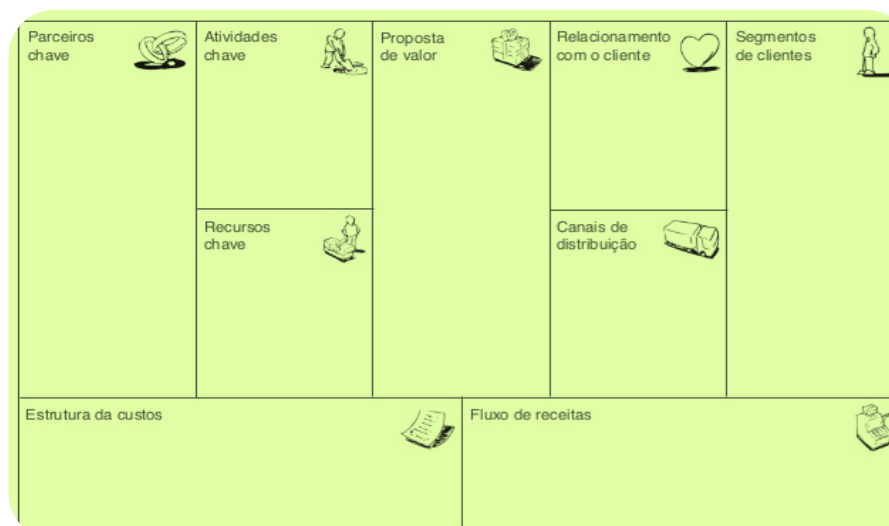 Parceiros
chave
Atividades
chave
Proposta
de valor
Relacionamento
com o cliente
Segmentos
de clientes
Recursos
chave
Canais de
distribuição
Estrutura da custos
Fluxo de receitas